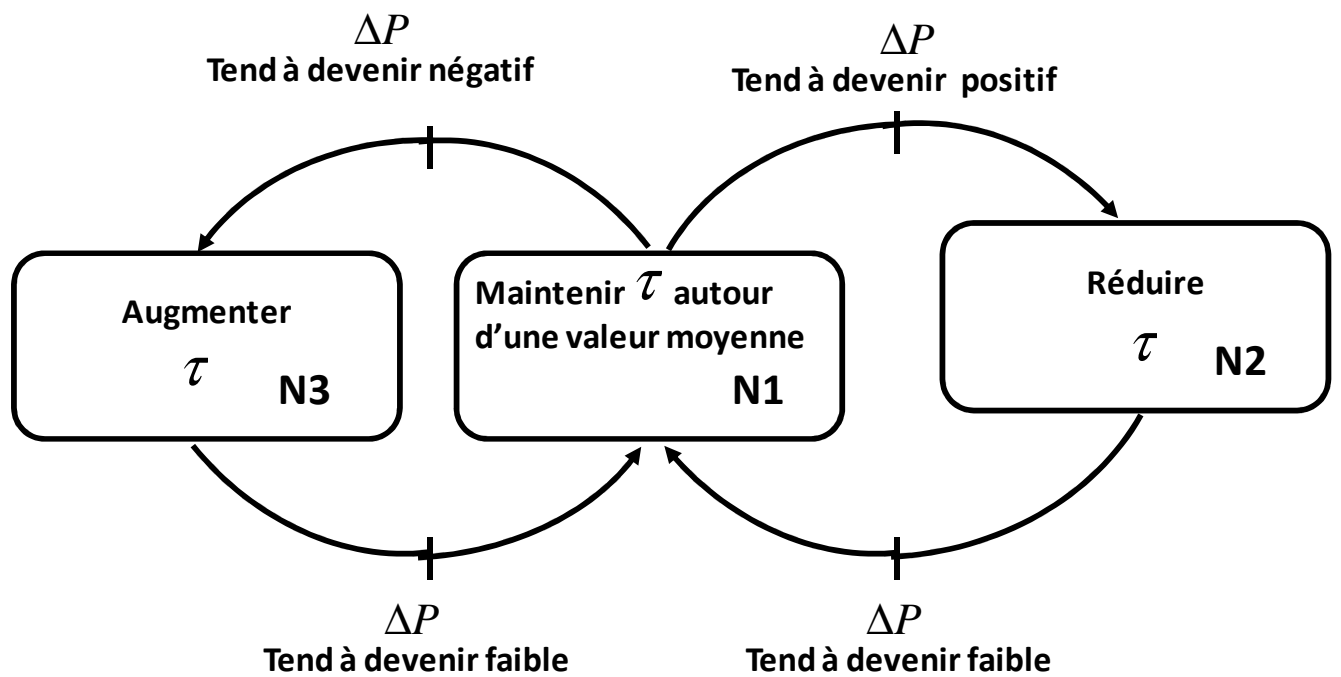 ΔP
Tend à devenir négatif
ΔP
Tend à devenir positif
Augmenter
τ N3
Maintenir τ autour
d’une valeur moyenne
N1
Réduire
τ N2
ΔP
Tend à devenir faible
ΔP
Tend à devenir faible